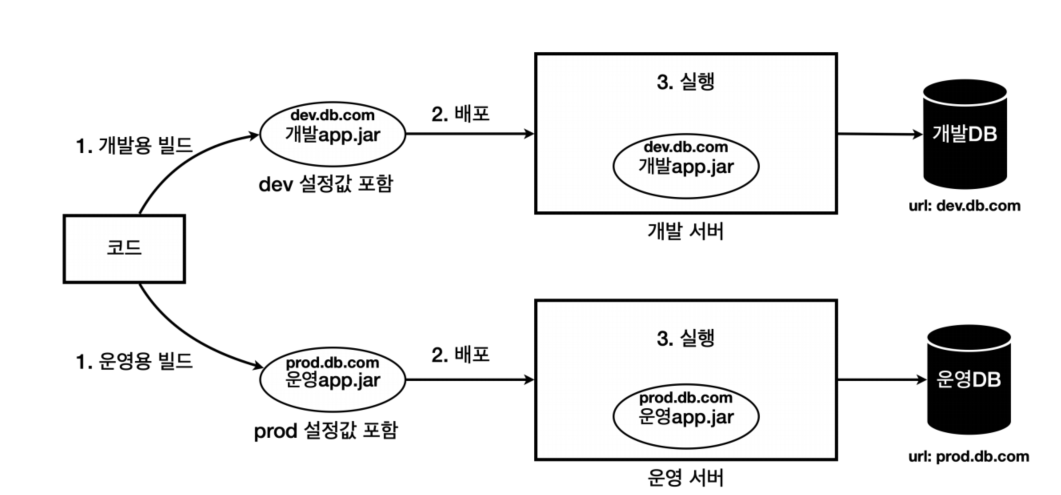 1. 개발용 빌드
dev.db.com
개발app.jar
dev 설정값 포함
2. 배포
3. 실행
dev.db.com
개발app.jar
개발 서버
개발DB
url: dev.db.com
코드
1. 운영용 빌드
prod.db.com
운영app.jar
prod 설정값 포함
2. 배포
3. 실행
prod.db.com
운영app.jar
운영 서버
운영DB
url: prod.db.com